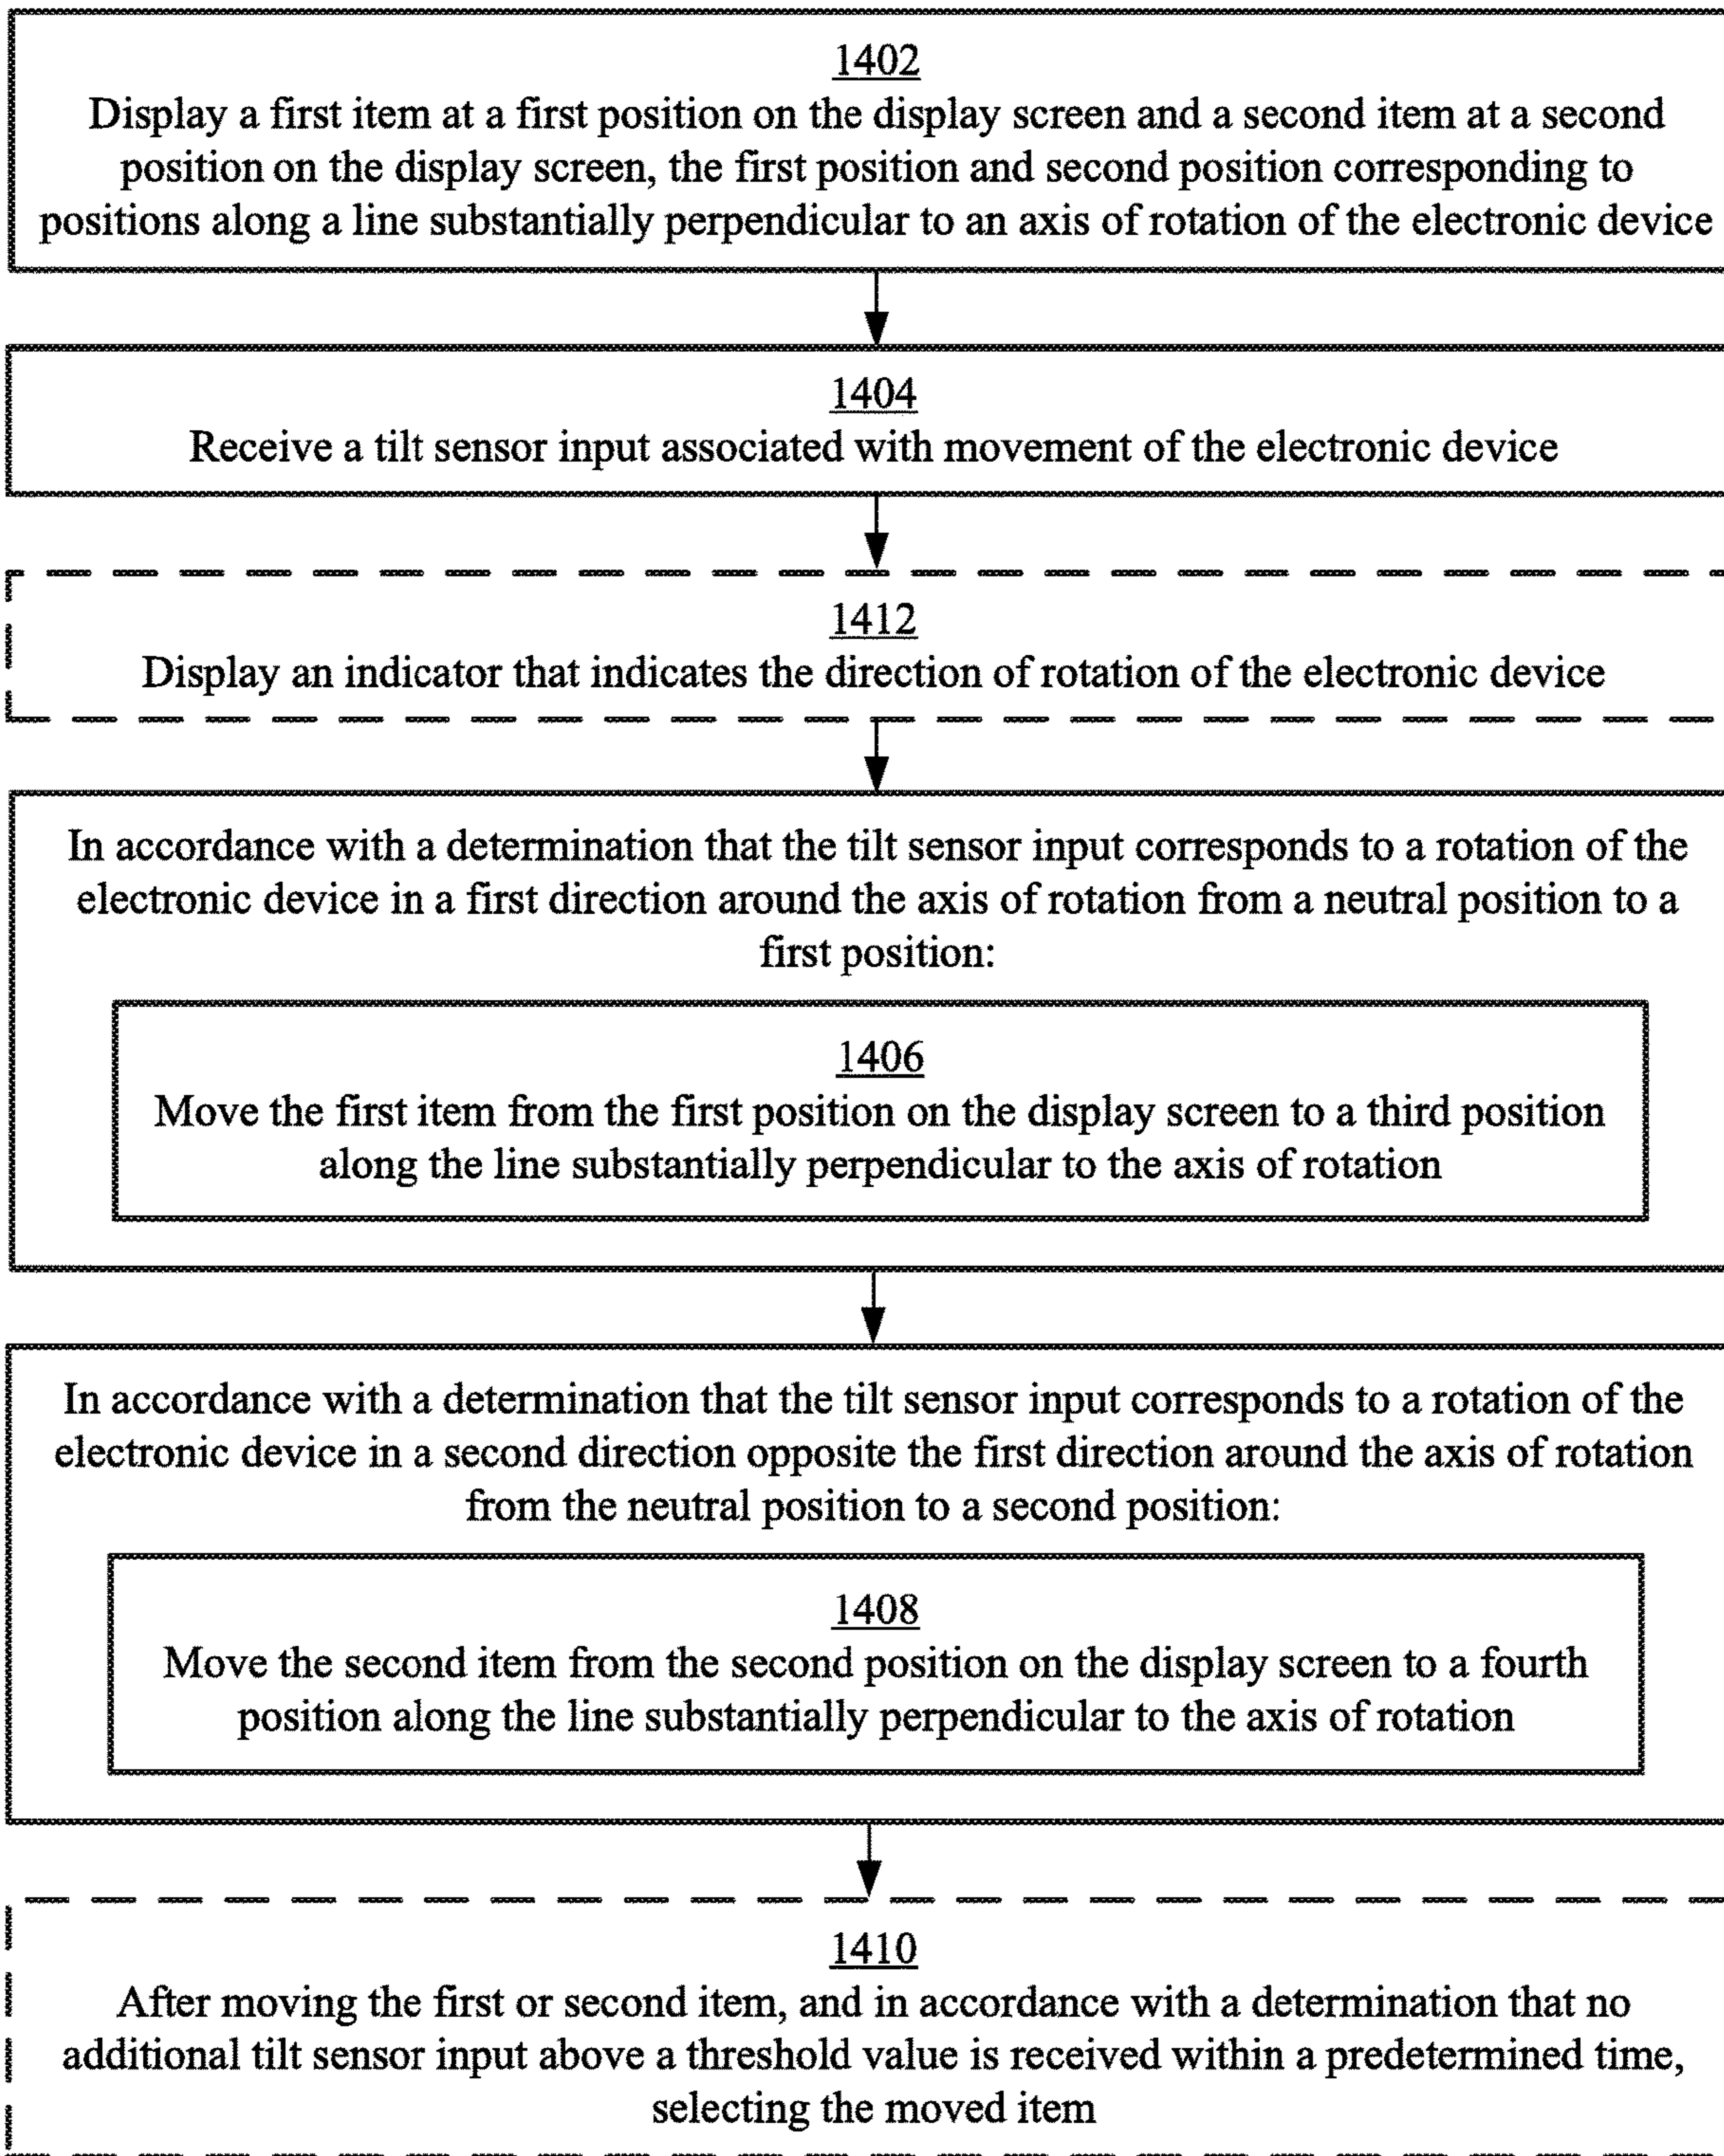 1402
Display a first item at a first position on the display screen and a second item at a second
position on the display screen, the first position and second position corresponding to
positions along a line substantially perpendicular to an axis of rotation of the electronic device
1404
Receive a tilt sensor input associated with movement of the electronic device
1412
Display an indicator that indicates the direction of rotation of the electronic device
In accordance with a determination that the tilt sensor input corresponds to a rotation of the
electronic device in a first direction around the axis of rotation from a neutral position to a
first position:
1406
Move the first item from the first position on the display screen to a third position
along the line substantially perpendicular to the axis of rotation
In accordance with a determination that the tilt sensor input corresponds to a rotation of the
electronic device in a second direction opposite the first direction around the axis of rotation
from the neutral position to a second position:
1408
Move the second item from the second position on the display screen to a fourth
position along the line substantially perpendicular to the axis of rotation
1410
After moving the first or second item, and in accordance with a determination that no
additional tilt sensor input above a threshold value is received within a predetermined time,
selecting the moved item